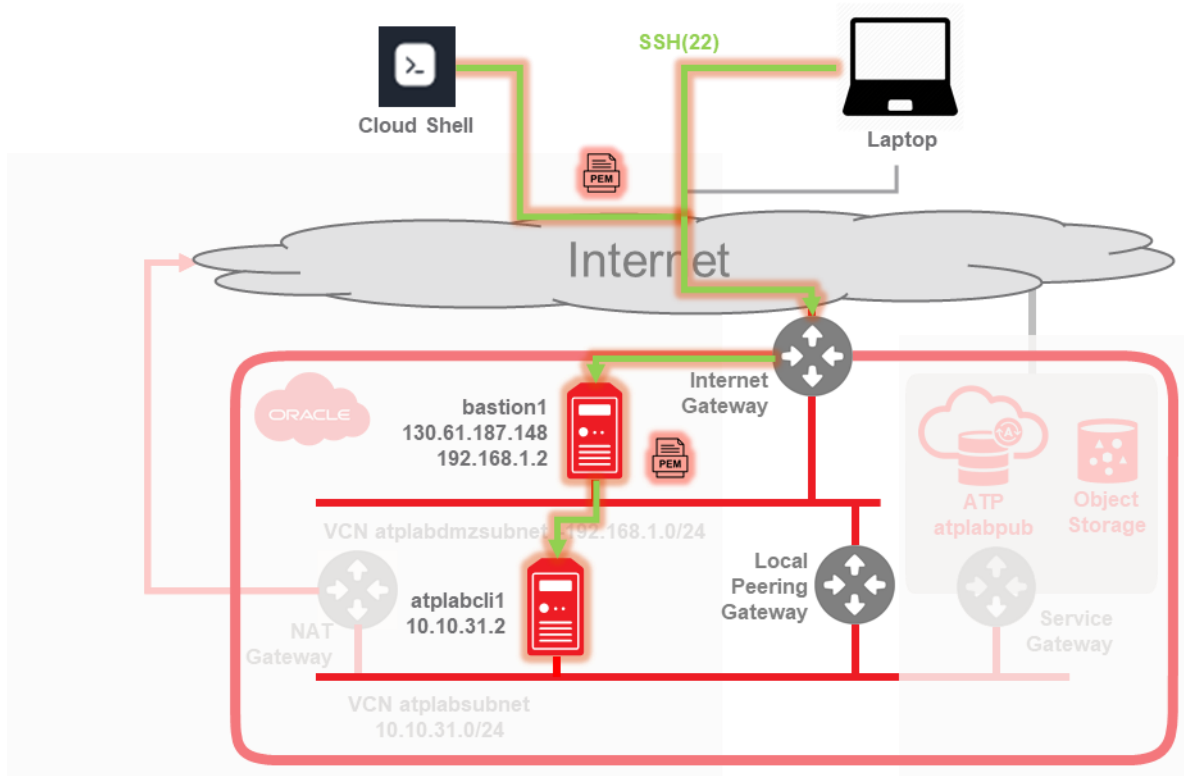 SSH(22)
Cloud Shell
Laptop
PEM
Internet
Internet
Gateway
ORACLE
bastion1
130.61.187.148
192.168.1.2
PEM
A
ATP
atplabpub
Object
Storage
VCN atplabdmzsubnet 192.168.1.0/24
Local
Peering
Gateway
atplabcli1
10.10.31.2
NAT
Gateway
Service
Gateway
VCN atplabsubnet
10.10.31.0/24